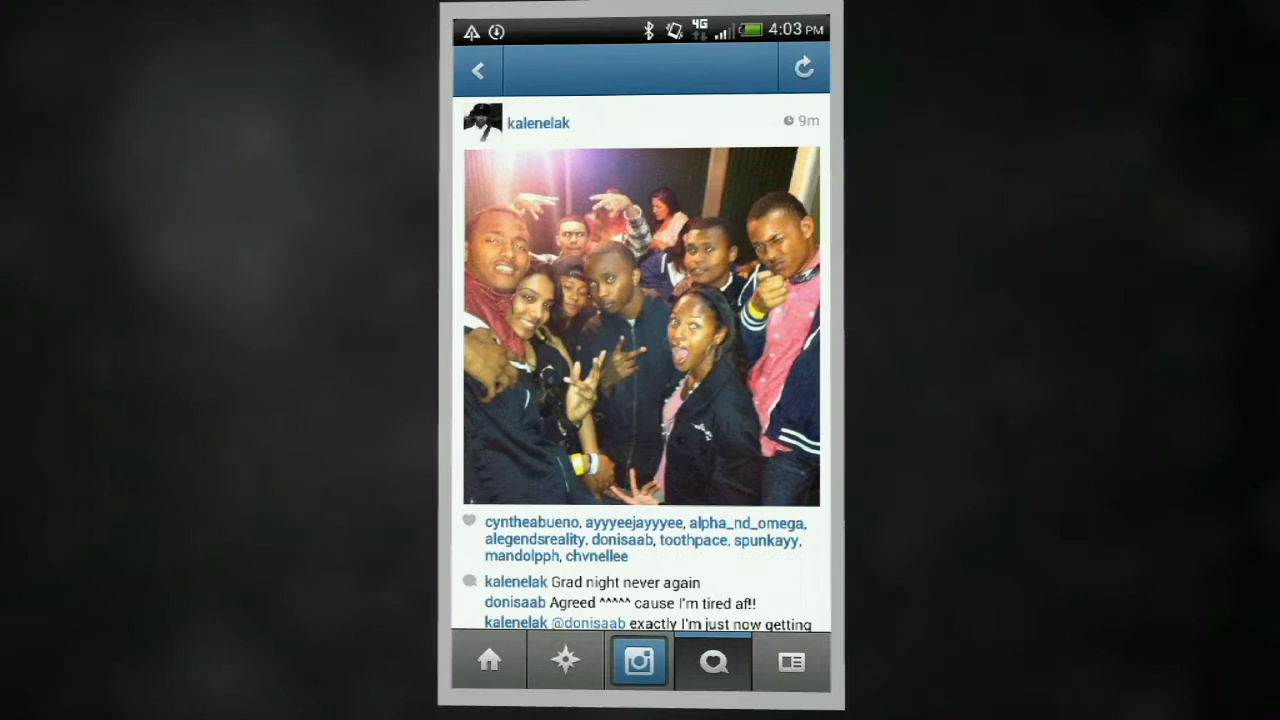 4G 4:03 PM
kalenelak 9m
cyntheabueno, ayyyeejayyyee, alpha_nd_omega,
alegendsreality, donisaab, toothpace, spunkayy,
mandolpph, chvnellee
kalenelak Grad night never again
donisaab Agreed ^^^^^ cause I'm tired af!!
kalenelak @donisaab exactly I'm just now getting